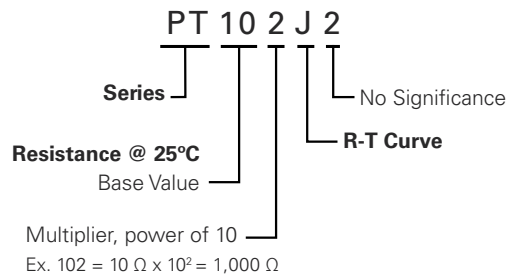 PT 10 2 J 2
Series
No Significance
R-T Curve
Resistance @ 25ºC
Base Value
Multiplier, power of 10
Ex. 102 = 10 Ω x 10² = 1,000 Ω